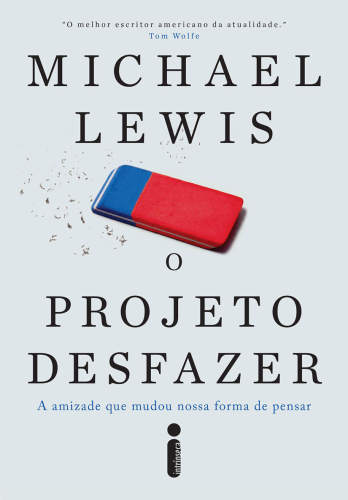 "O melhor escritor americano da atualidade."
Tom Wolfe
MICHAEL
LEWIS
O
PROJETO
DESFAZER
A amizade que mudou nossa forma de pensar
intrínseca